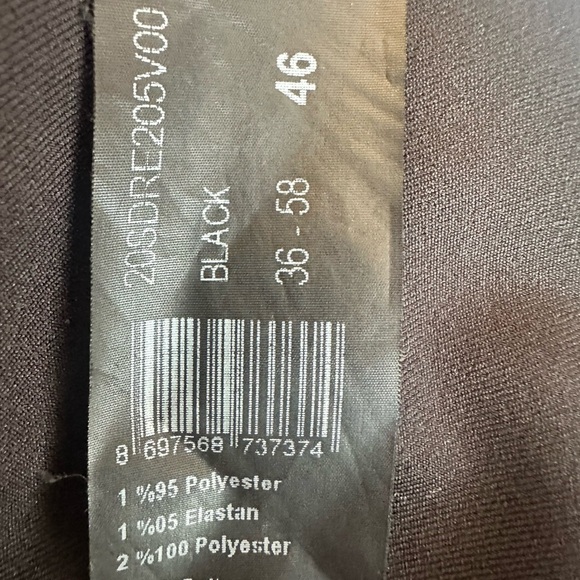 20SDRE205V00
BLACK
36 - 58
46
8 697568 737374
1 %95 Polyester
1 %05 Elastan
2 %100 Polyester